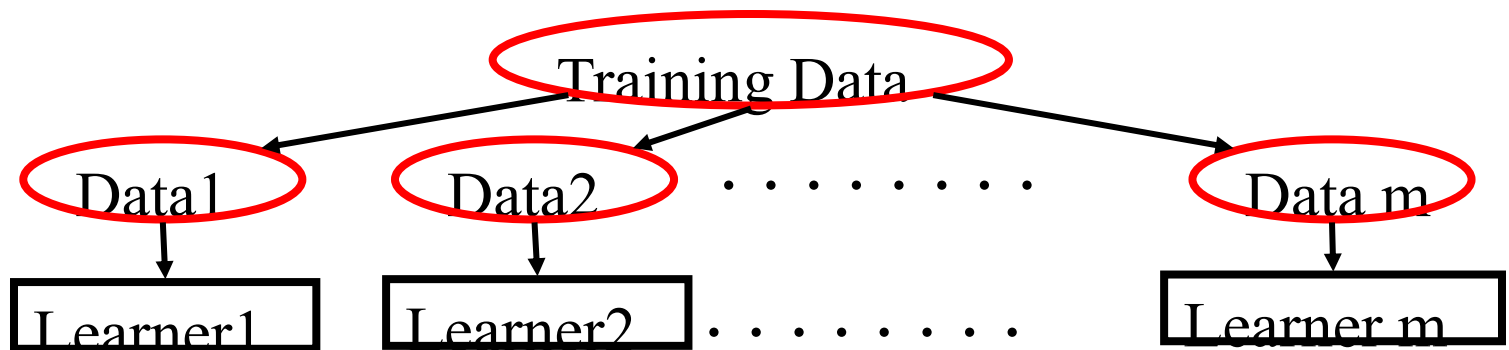 Training Data
Data1 Data2 . . . . . . . . Data m
Learner1 Learner2 . . . . . . . . Learner m